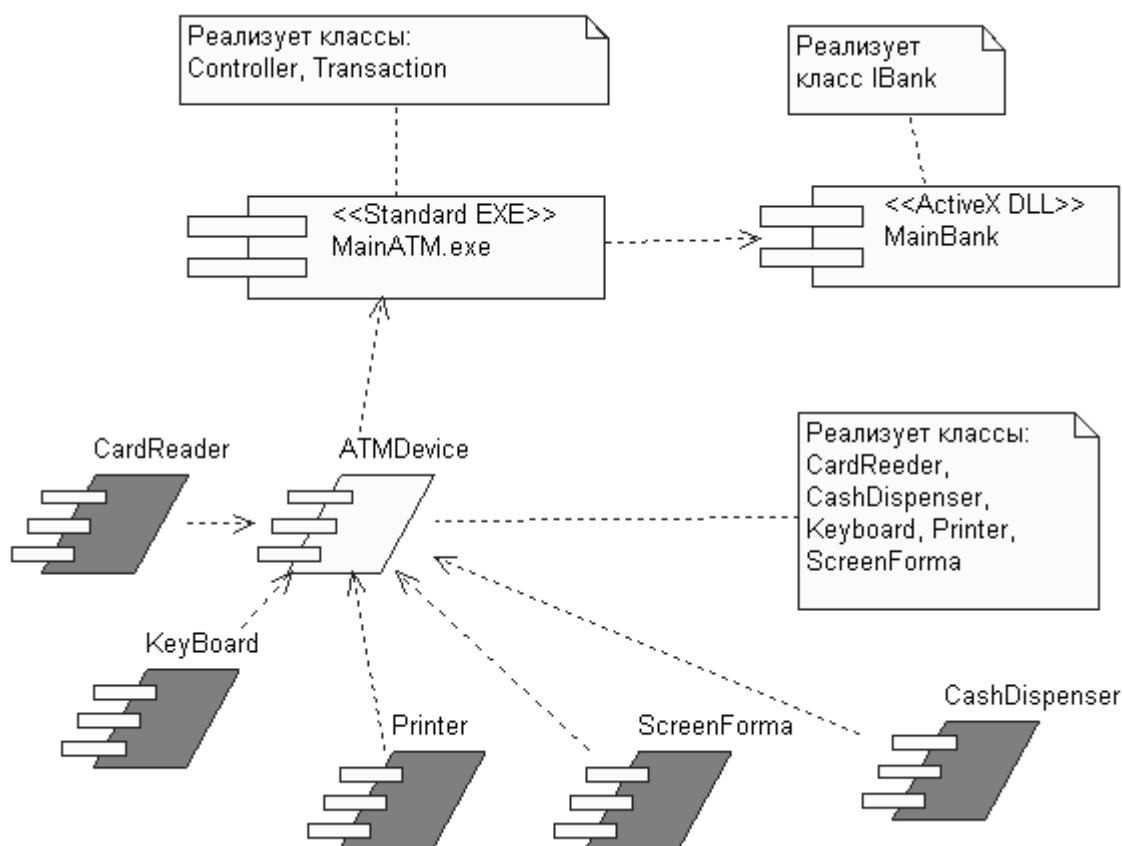 Реализует классы:
Controller, Transaction
Реализует
класс IBank
<<Standard EXE>>
MainATM.exe
<<ActiveX DLL>>
MainBank
CardReader
ATMDevice
Реализует классы:
CardReeder,
CashDispenser,
Keyboard, Printer,
ScreenForma
KeyBoard
Printer
ScreenForma
CashDispenser